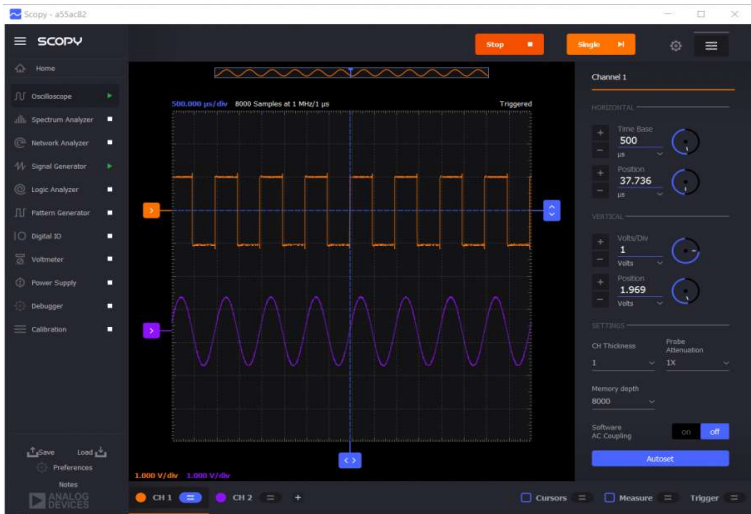 Scopy - a55ac82
SCOPY
Stop
Single
Home
Oscilloscope
Spectrum Analyzer
Network Analyzer
Signal Generator
Logic Analyzer
Pattern Generator
Digital IO
Voltmeter
Power Supply
Debugger
Calibration
Save Load
Preferences
Notes
ANALOG
DEVICES
500.000 µs/div 8000 Samples at 1 MHz/1 µs Triggered
1.000 V/div 1.000 V/div
CH 1 CH 2 + Cursors Measure Trigger
Channel 1
HORIZONTAL
Time Base
+ 500
− µs
Position
+ 37.736
− µs
VERTICAL
Volts/Div
+ 1
− Volts
Position
+ 1.969
− Volts
SETTINGS
CH Thickness Probe
Attenuation
1 1X
Memory depth
8000
Software
AC Coupling on off
Autoset